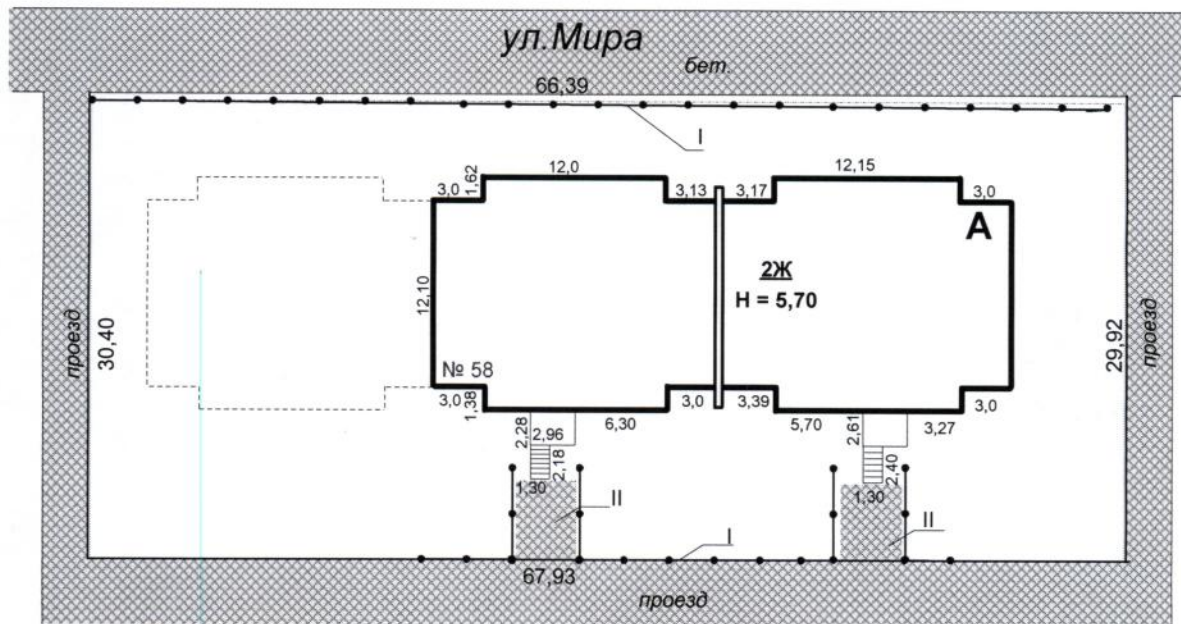 ул.Мира
бет.
66,39
I
12,0
12,15
3,0
1,62
3,13
3,17
3,0
А
2Ж
Н = 5,70
12,10
проезд
30,40
29,92
проезд
№ 58
3,0
1,38
6,30
3,0
3,39
5,70
3,27
3,0
2,28
2,96
2,18
1,30
2,61
2,40
1,30
II
II
I
67,93
проезд